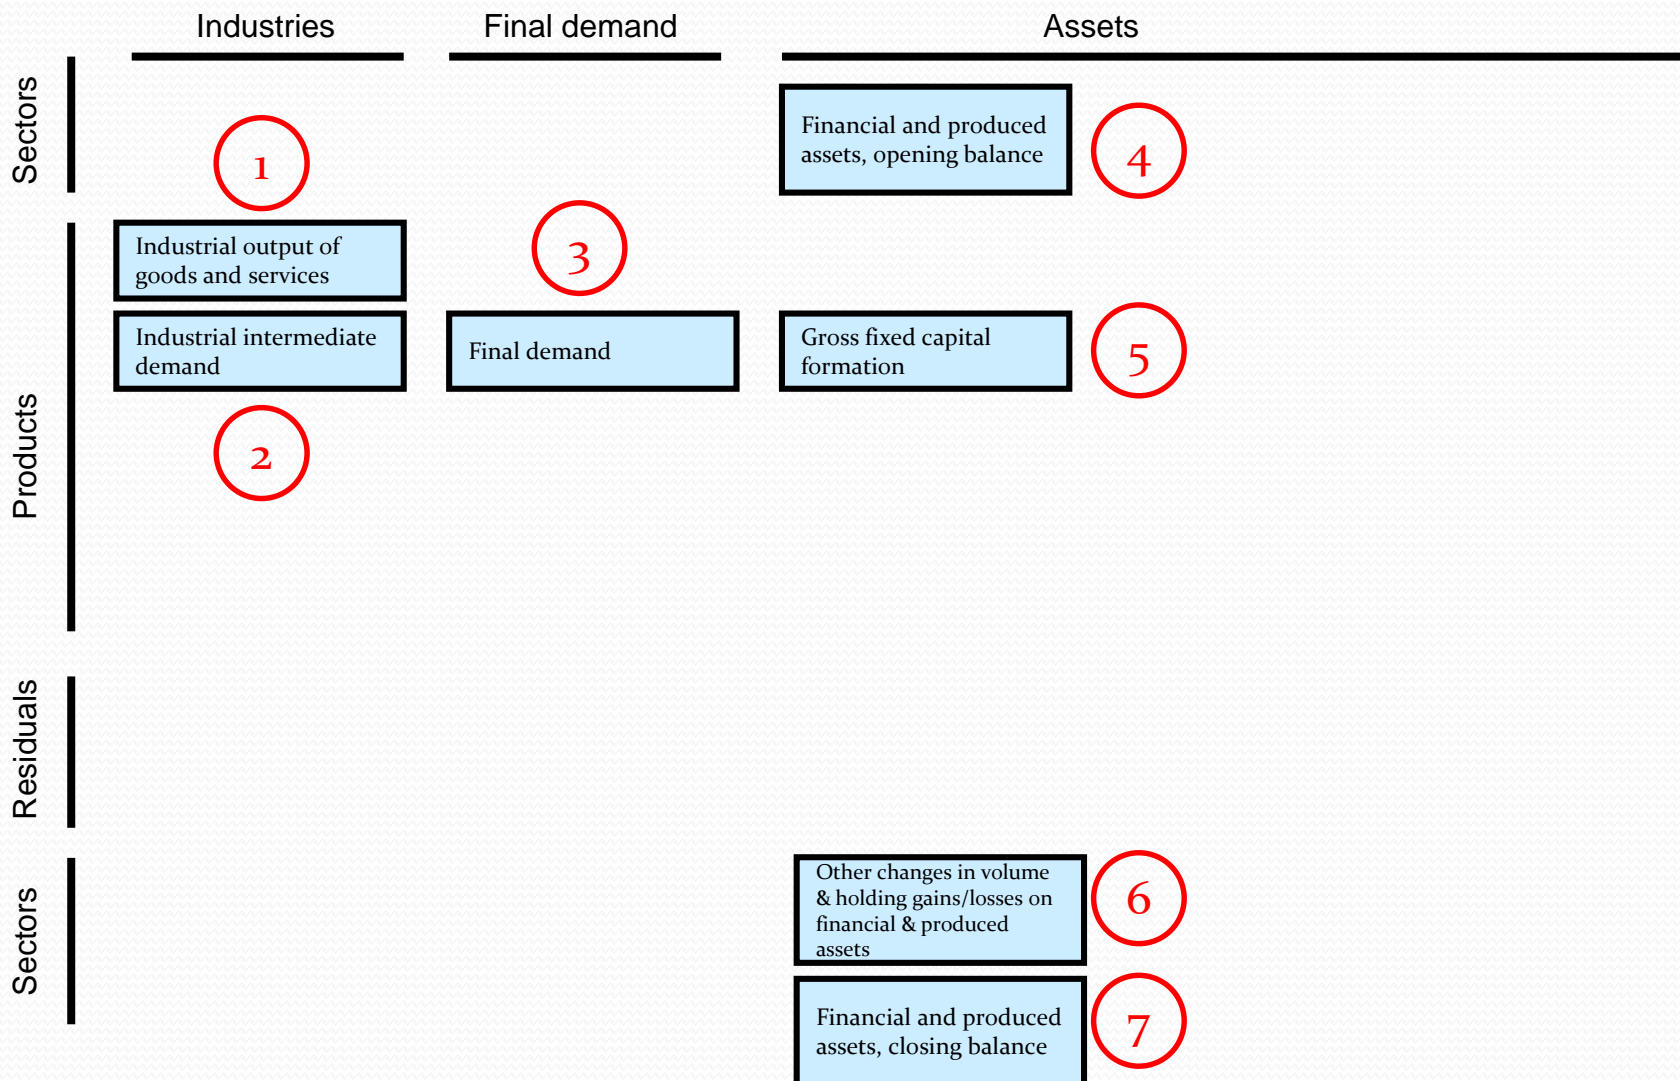 Industries
Final demand
Assets
Sectors
Financial and produced
assets, opening balance
4
1
Products
Industrial output of
goods and services
3
Industrial intermediate
demand
Final demand
Gross fixed capital
formation
5
2
Residuals
Sectors
Other changes in volume
& holding gains/losses on
financial & produced
assets
6
Financial and produced
assets, closing balance
7